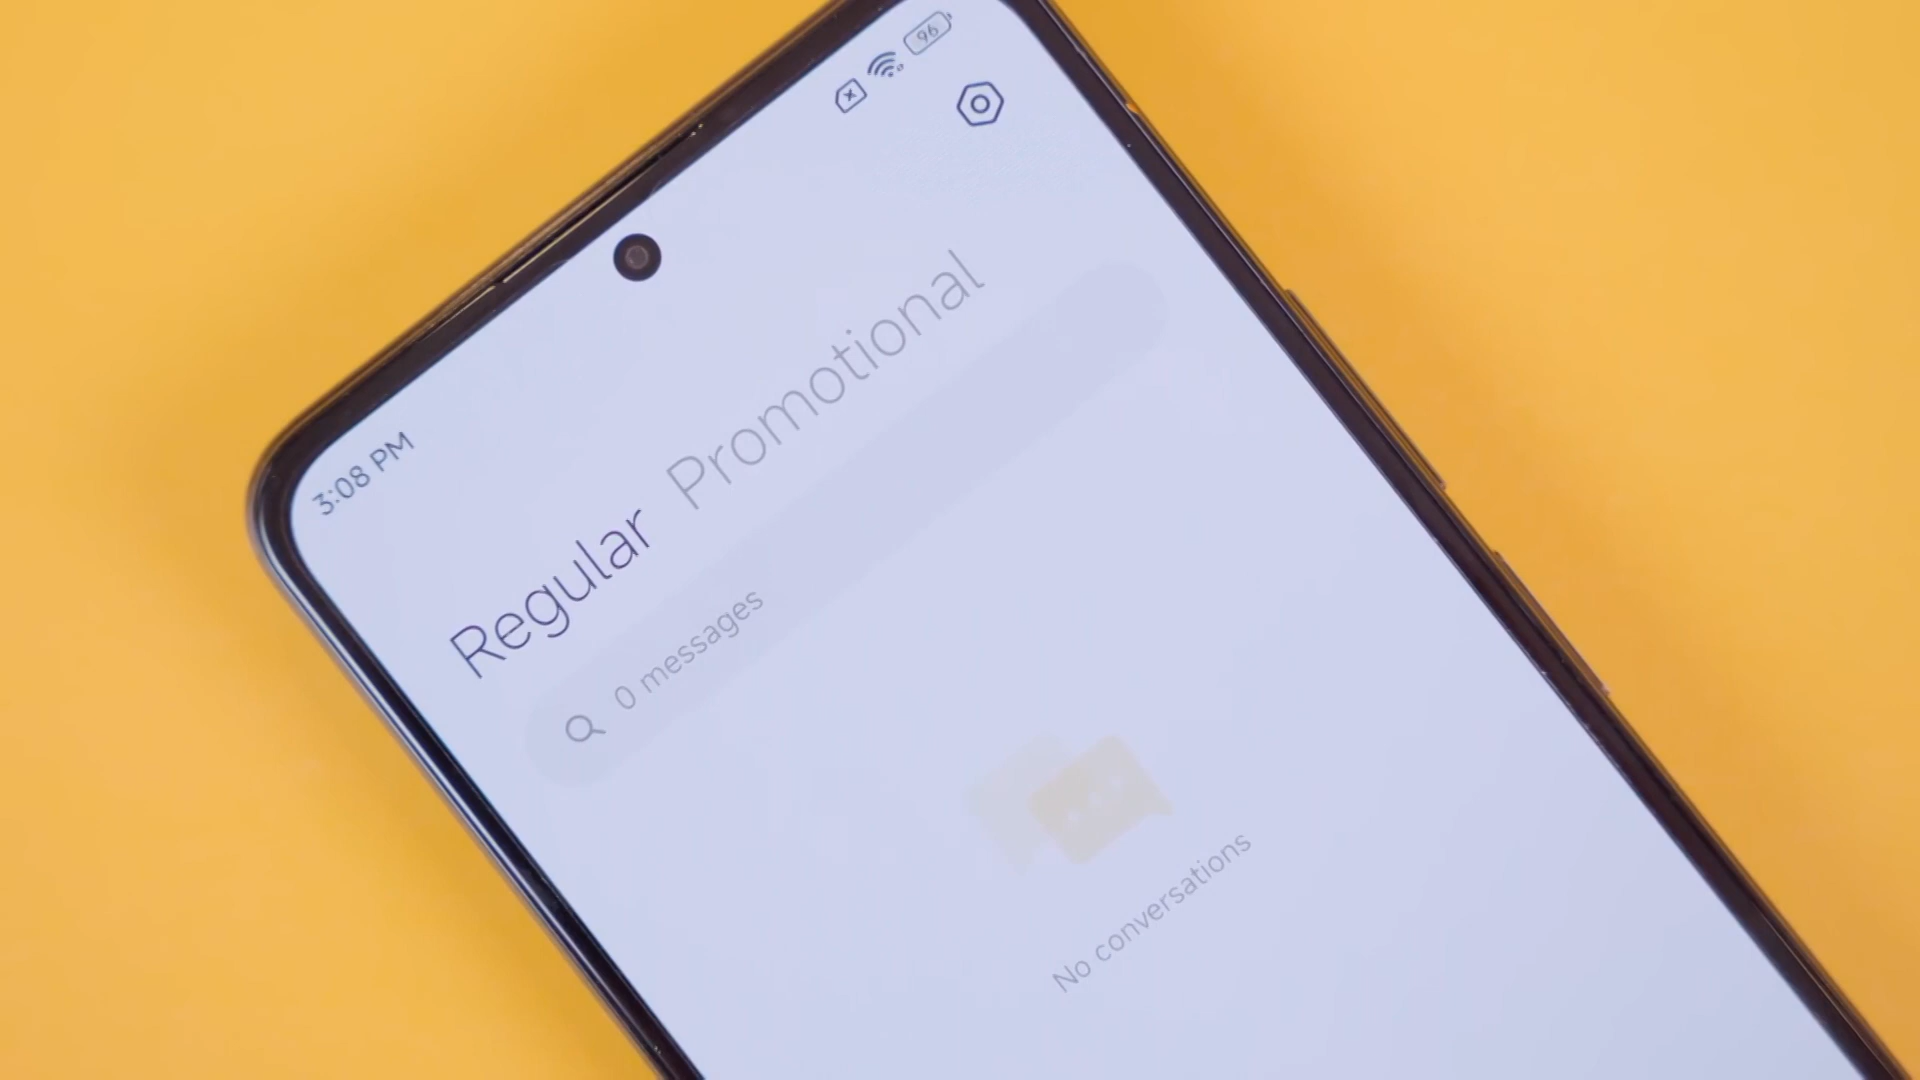 3:08 PM
96
Regular Promotional
0 messages
No conversations